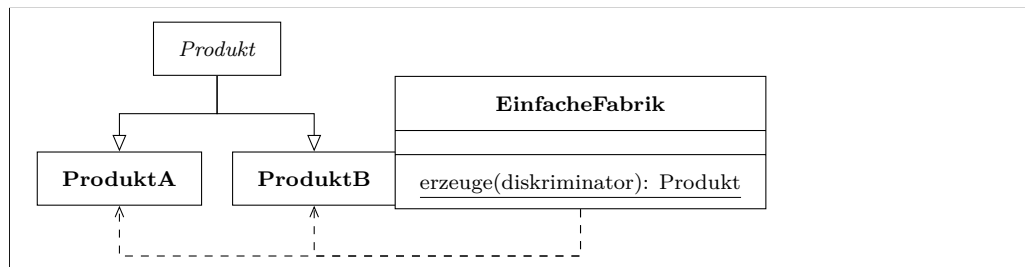 Produkt
EinfacheFabrik
ProduktA
ProduktB
erzeuge(diskriminator): Produkt